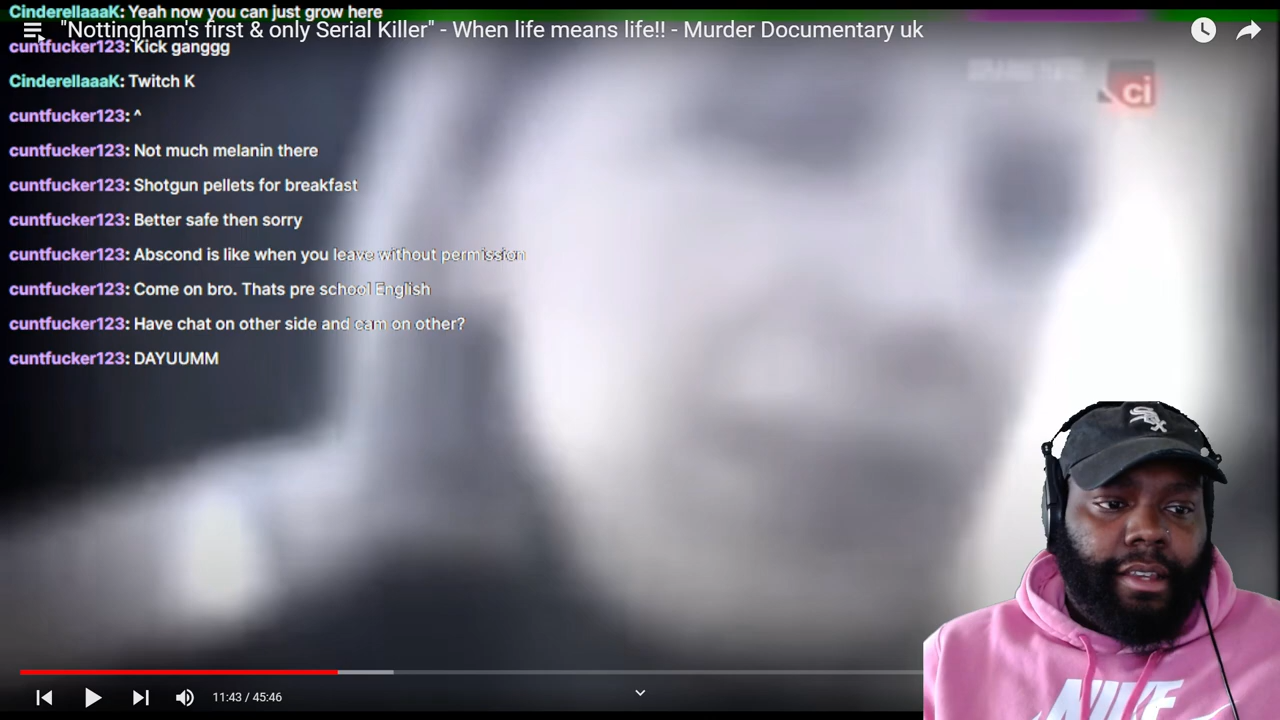 CinderellaaaK: Yeah now you can just grow here
"Nottingham's first & only Serial Killer" - When life means life!! - Murder Documentary uk
cuntfucker123: Kick ganggg
CinderellaaaK: Twitch K
ci
cuntfucker123: ^
cuntfucker123: Not much melanin there
cuntfucker123: Shotgun pellets for breakfast
cuntfucker123: Better safe then sorry
cuntfucker123: Abscond is like when you leave without permission
cuntfucker123: Come on bro. Thats pre school English
cuntfucker123: Have chat on other side and cam on other?
cuntfucker123: DAYUUMM
SOX
NIKE
11:43 / 45:46